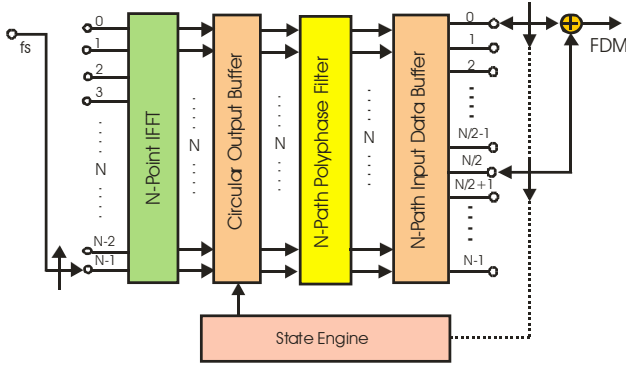 fs
0
1
2
3
N
N-2
N-1
N-Point IFFT
N
Circular Output Buffer
N
N-Path Polyphase Filter
N
N-Path Input Data Buffer
0
1
2
N/2-1
N/2
N/2+1
N-1
FDM
State Engine